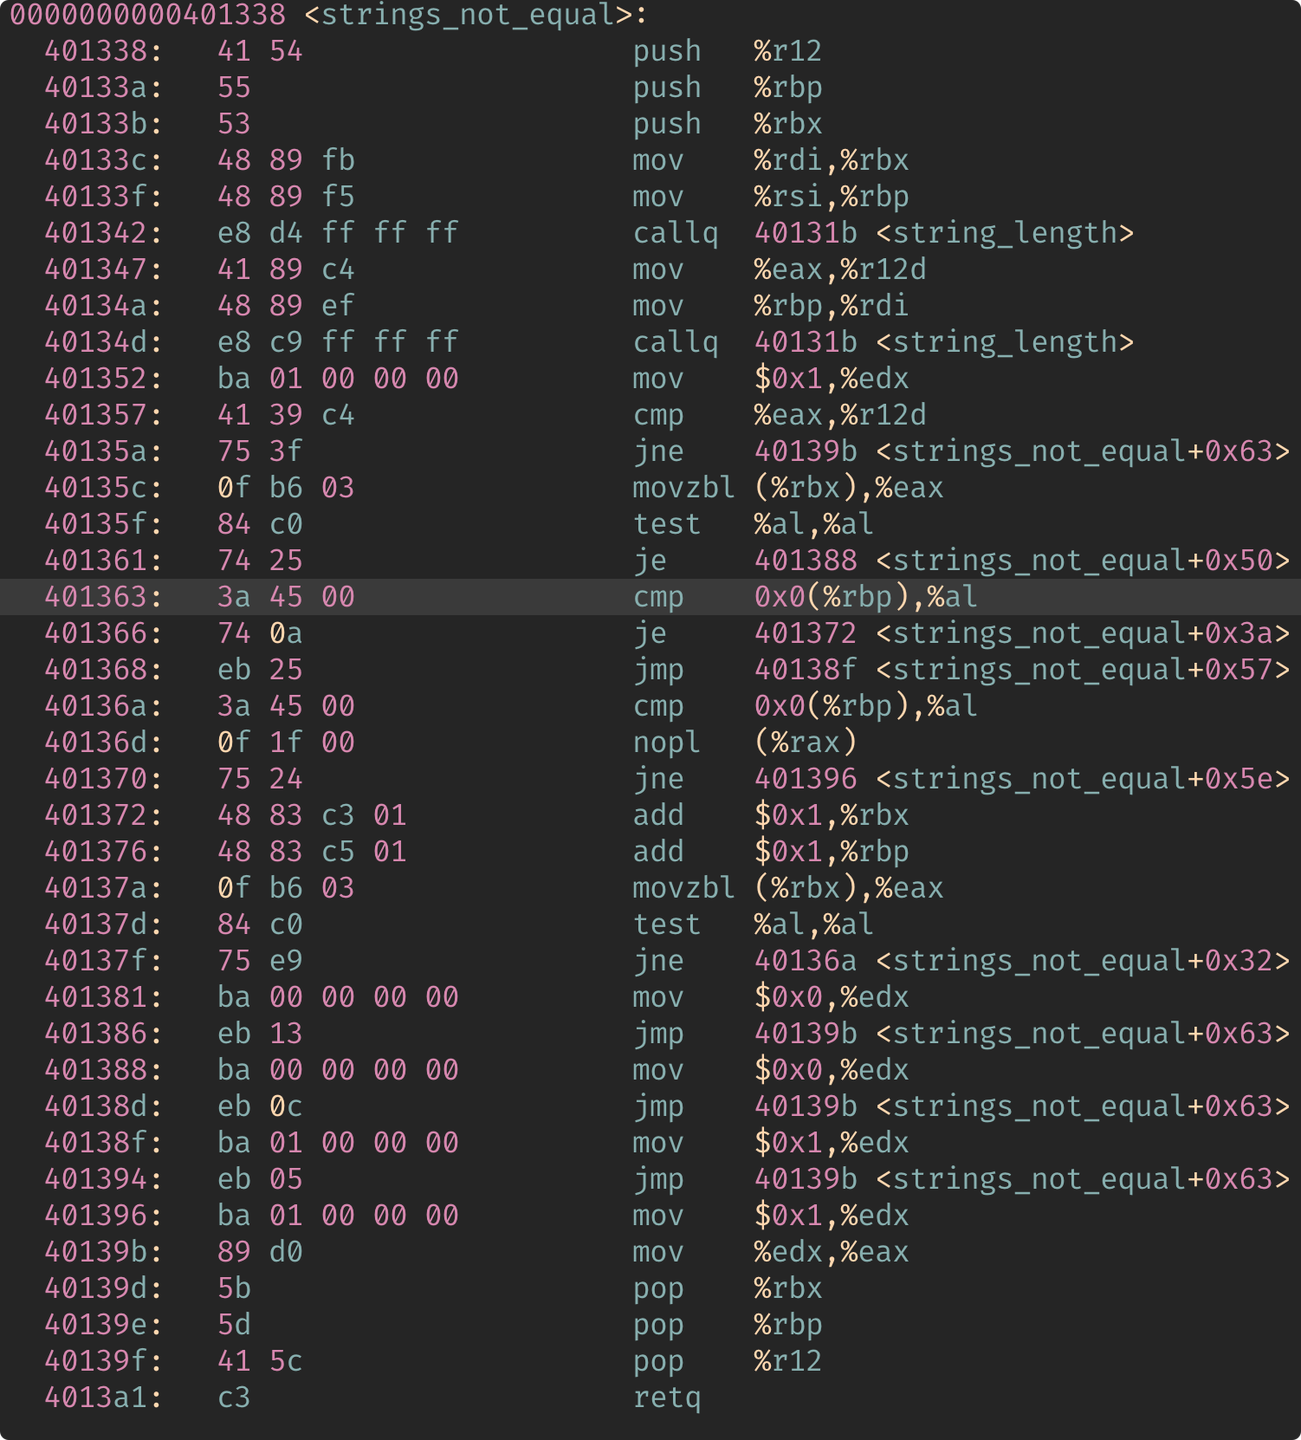 0000000000401338 <strings_not_equal>:
401338: 41 54 push %r12
40133a: 55 push %rbp
40133b: 53 push %rbx
40133c: 48 89 fb mov %rdi,%rbx
40133f: 48 89 f5 mov %rsi,%rbp
401342: e8 d4 ff ff ff callq 40131b <string_length>
401347: 41 89 c4 mov %eax,%r12d
40134a: 48 89 ef mov %rbp,%rdi
40134d: e8 c9 ff ff ff callq 40131b <string_length>
401352: ba 01 00 00 00 mov $0x1,%edx
401357: 41 39 c4 cmp %eax,%r12d
40135a: 75 3f jne 40139b <strings_not_equal+0x63>
40135c: 0f b6 03 movzbl (%rbx),%eax
40135f: 84 c0 test %al,%al
401361: 74 25 je 401388 <strings_not_equal+0x50>
401363: 3a 45 00 cmp 0x0(%rbp),%al
401366: 74 0a je 401372 <strings_not_equal+0x3a>
401368: eb 25 jmp 40138f <strings_not_equal+0x57>
40136a: 3a 45 00 cmp 0x0(%rbp),%al
40136d: 0f 1f 00 nopl (%rax)
401370: 75 24 jne 401396 <strings_not_equal+0x5e>
401372: 48 83 c3 01 add $0x1,%rbx
401376: 48 83 c5 01 add $0x1,%rbp
40137a: 0f b6 03 movzbl (%rbx),%eax
40137d: 84 c0 test %al,%al
40137f: 75 e9 jne 40136a <strings_not_equal+0x32>
401381: ba 00 00 00 00 mov $0x0,%edx
401386: eb 13 jmp 40139b <strings_not_equal+0x63>
401388: ba 00 00 00 00 mov $0x0,%edx
40138d: eb 0c jmp 40139b <strings_not_equal+0x63>
40138f: ba 01 00 00 00 mov $0x1,%edx
401394: eb 05 jmp 40139b <strings_not_equal+0x63>
401396: ba 01 00 00 00 mov $0x1,%edx
40139b: 89 d0 mov %edx,%eax
40139d: 5b pop %rbx
40139e: 5d pop %rbp
40139f: 41 5c pop %r12
4013a1: c3 retq